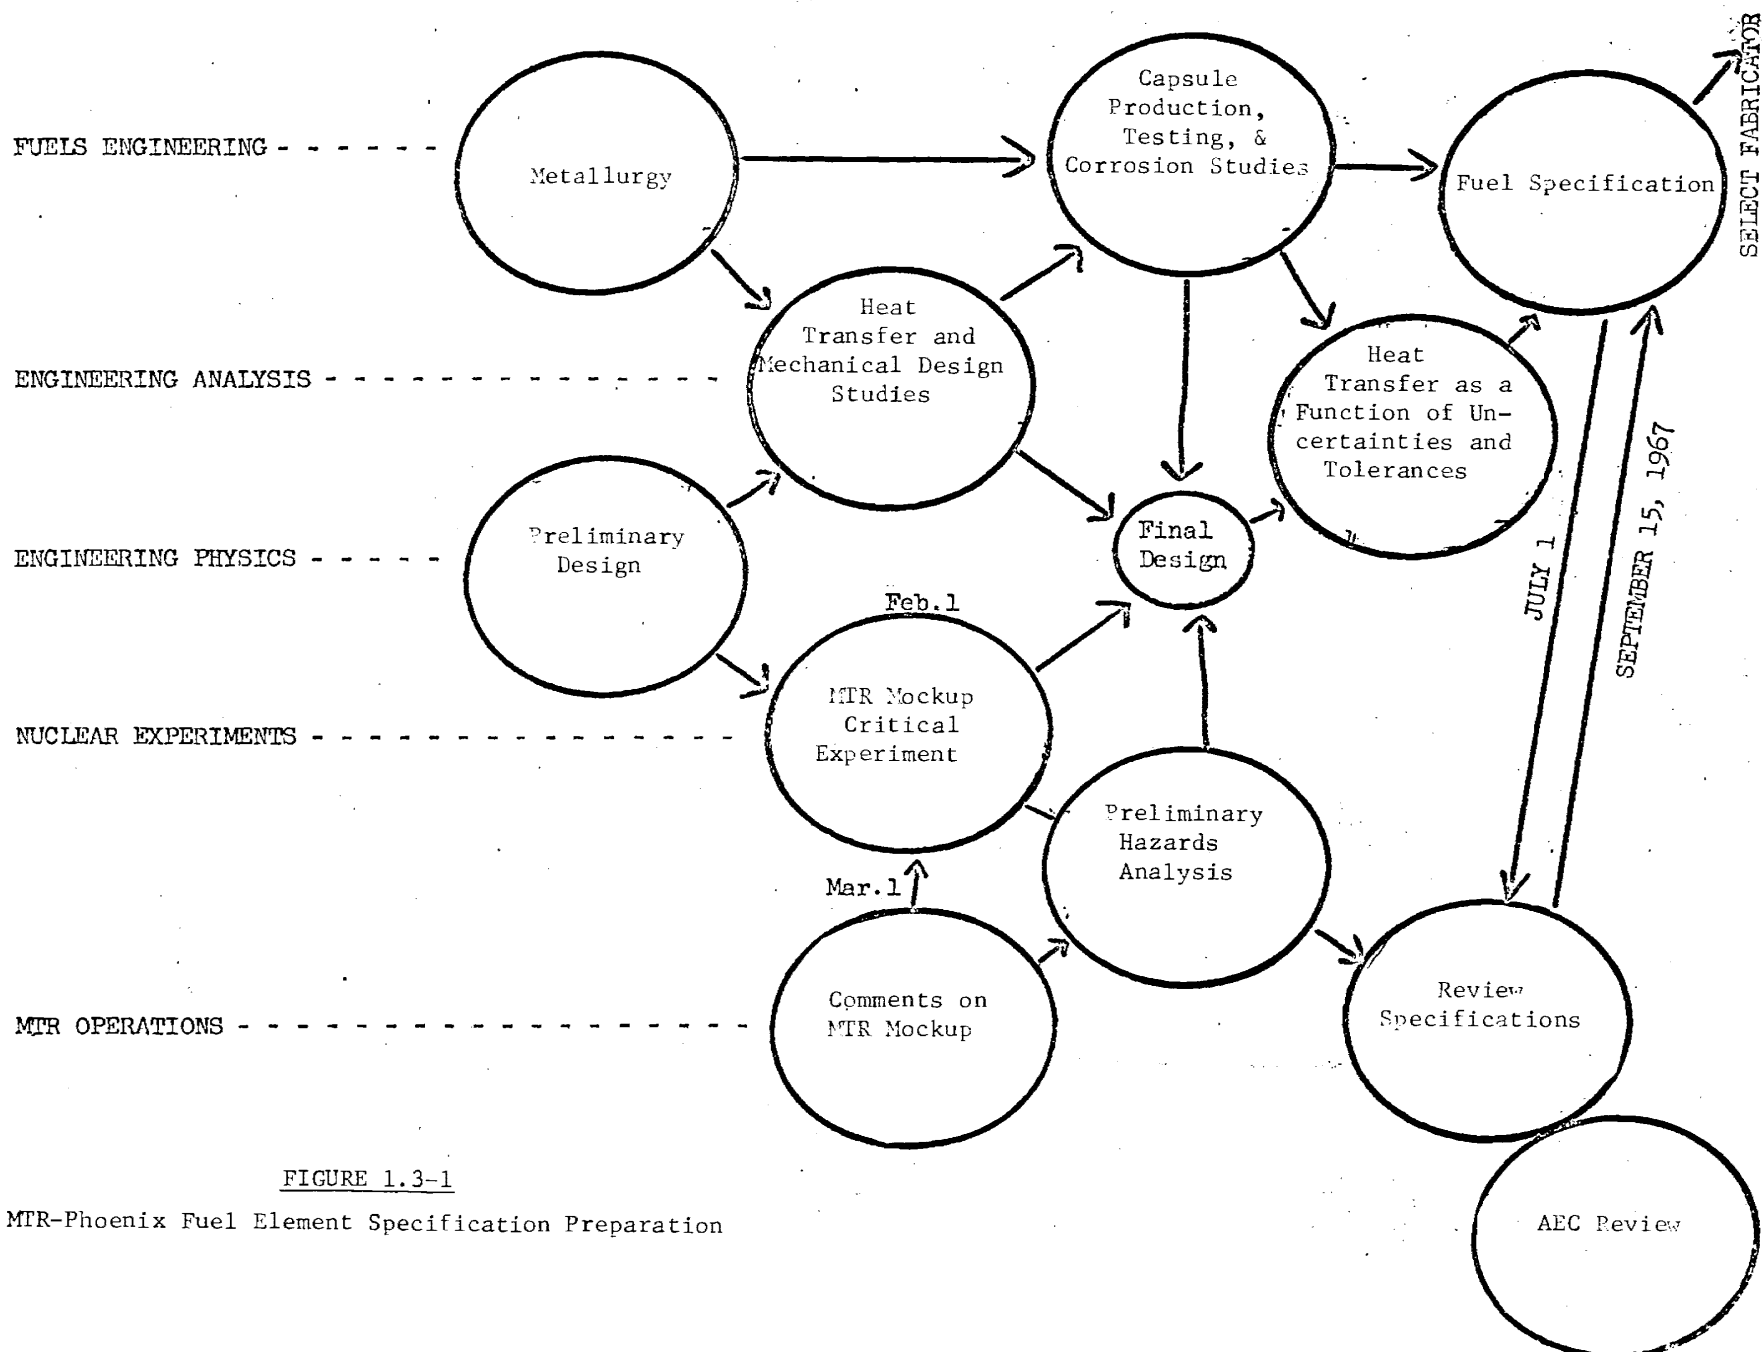 SELECT FABRICATOR
FUELS ENGINEERING - - - - - -
Metallurgy
Capsule
Production,
Testing, &
Corrosion Studies
Fuel Specification
ENGINEERING ANALYSIS - - - - - - - - - - - - - -
Heat
Transfer and
Mechanical Design
Studies
Heat
Transfer as a
Function of Un-
certainties and
Tolerances
ENGINEERING PHYSICS - - - - -
Preliminary
Design
Final
Design
JULY 1
SEPTEMBER 15, 1967
Feb.1
NUCLEAR EXPERIMENTS - - - - - - - - - - - - - - -
MTR Mockup
Critical
Experiment
Preliminary
Hazards
Analysis
Mar.1
MTR OPERATIONS - - - - - - - - - - - - - - - - - -
Comments on
MTR Mockup
Review
Specifications
AEC Review
FIGURE 1.3-1
MTR-Phoenix Fuel Element Specification Preparation